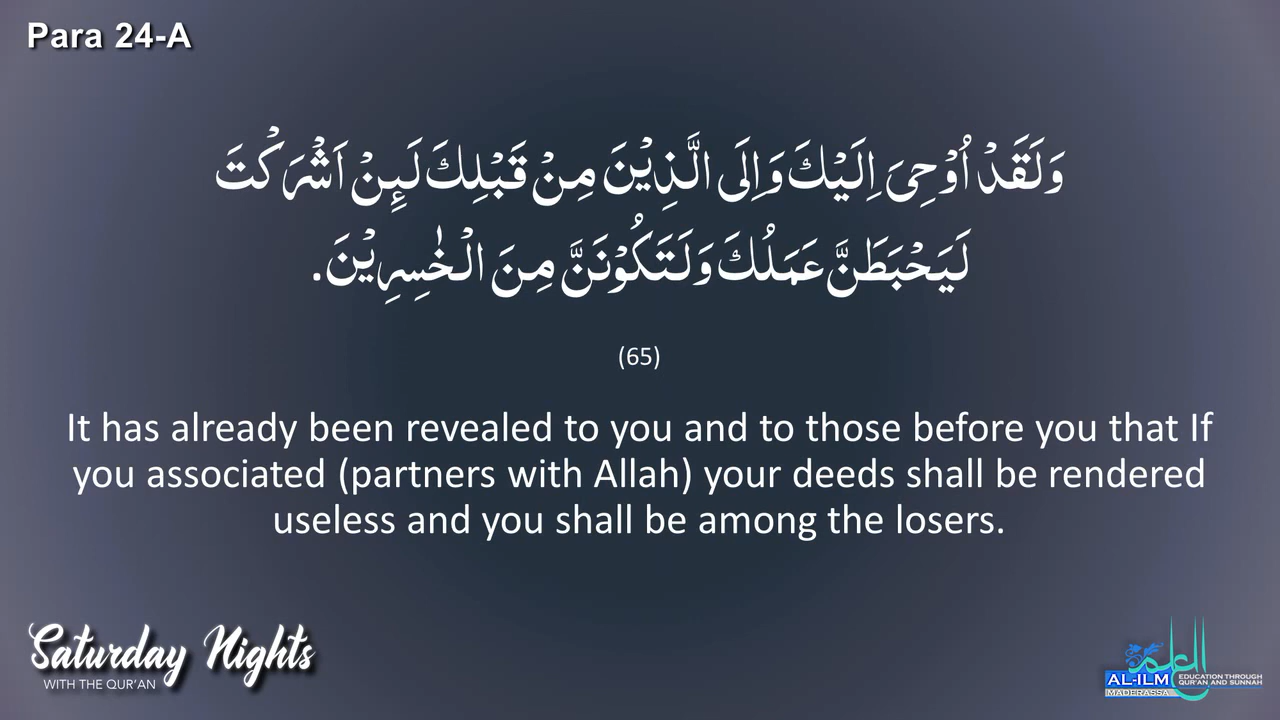 Para 24-A
وَلَقَدْ اُوْحِیَ اِلَیْكَ وَاِلَی الَّذِیْنَ مِنْ قَبْلِكَ لَىِٕنْ اَشْرَكْتَ
لَیَحْبَطَنَّ عَمَلُكَ وَلَتَكُوْنَنَّ مِنَ الْخٰسِرِیْنَ.
(65)
It has already been revealed to you and to those before you that If
you associated (partners with Allah) your deeds shall be rendered
useless and you shall be among the losers.
Saturday Nights
WITH THE QUR'AN
العلم
AL-ILM
MADERASSA
EDUCATION THROUGH
QUR'AN AND SUNNAH